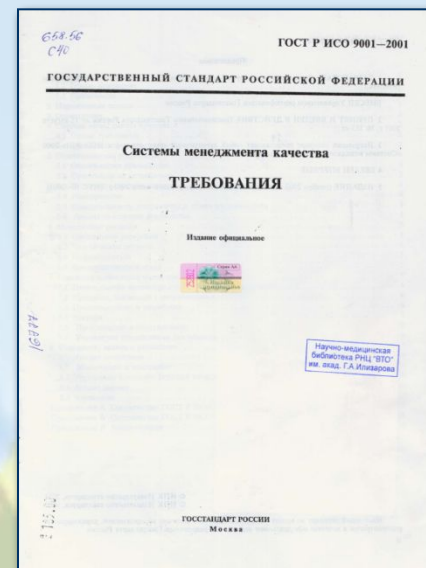 658.56
С40
ГОСТ Р ИСО 9001—2001
ГОСУДАРСТВЕННЫЙ СТАНДАРТ РОССИЙСКОЙ ФЕДЕРАЦИИ
Системы менеджмента качества
ТРЕБОВАНИЯ
Издание официальное
Научно-медицинская
библиотека РНЦ "ВТО"
им. акад. Г.А.Илизарова
ГОССТАНДАРТ РОССИИ
Москва